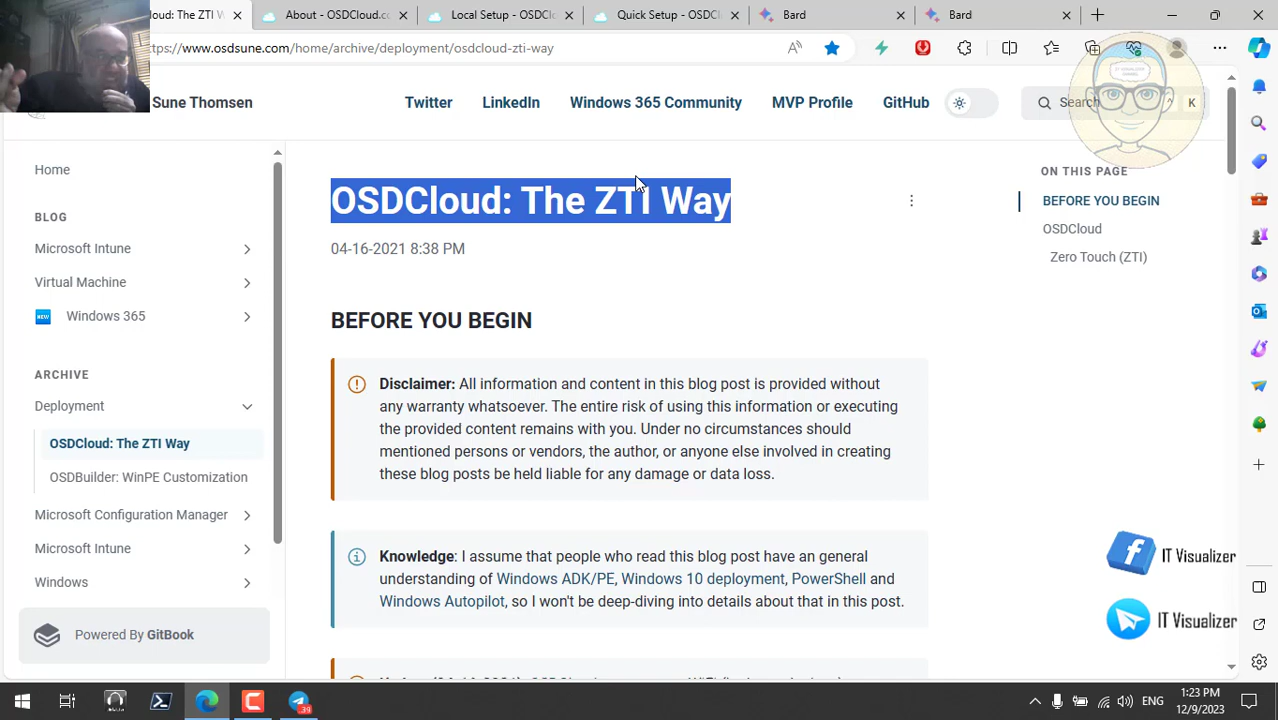 loud: The ZTI W
About - OSDCloud.c
Local Setup - OSDCl
Quick Setup - OSDCl
Bard
Bard
ttps://www.osdsune.com/home/archive/deployment/osdcloud-zti-way
Sune Thomsen
Twitter
LinkedIn
Windows 365 Community
MVP Profile
GitHub
Search
^ K
IT VISUALIZER
CHANNEL
Home
BLOG
Microsoft Intune
Virtual Machine
NEW
Windows 365
ARCHIVE
Deployment
OSDCloud: The ZTI Way
OSDBuilder: WinPE Customization
Microsoft Configuration Manager
Microsoft Intune
Windows
Powered By GitBook
OSDCloud: The ZTI Way
04-16-2021 8:38 PM
BEFORE YOU BEGIN
Disclaimer: All information and content in this blog post is provided without
any warranty whatsoever. The entire risk of using this information or executing
the provided content remains with you. Under no circumstances should
mentioned persons or vendors, the author, or anyone else involved in creating
these blog posts be held liable for any damage or data loss.
Knowledge: I assume that people who read this blog post have an general
understanding of Windows ADK/PE, Windows 10 deployment, PowerShell and
Windows Autopilot, so I won't be deep-diving into details about that in this post.
ON THIS PAGE
BEFORE YOU BEGIN
OSDCloud
Zero Touch (ZTI)
IT Visualizer
IT Visualizer
39
ENG
1:23 PM
12/9/2023